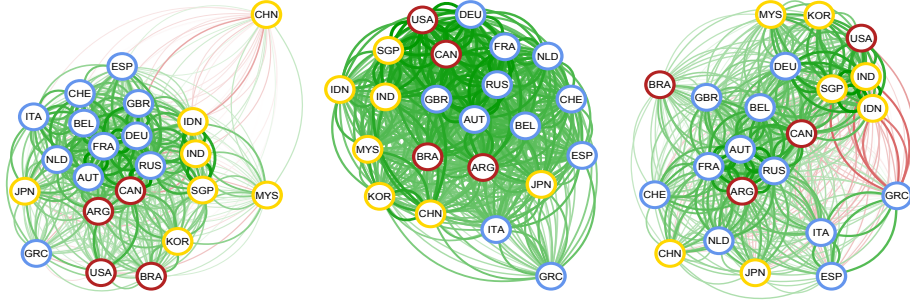 CHN
ESP
CHE
GBR
ITA
BEL
IDN
DEU
FRA
IND
NLD
RUS
AUT
JPN
CAN
SGP
MYS
ARG
KOR
GRC
USA
BRA
DEU
USA
SGP
FRA
CAN
NLD
RUS
IDN
IND
GBR
CHE
AUT
BEL
MYS
BRA
ESP
ARG
JPN
KOR
CHN
ITA
GRC
MYS
KOR
USA
DEU
IND
BRA
SGP
GBR
BEL
IDN
CAN
AUT
FRA
RUS
ARG
CHE
GRC
ITA
NLD
CHN
JPN
ESP